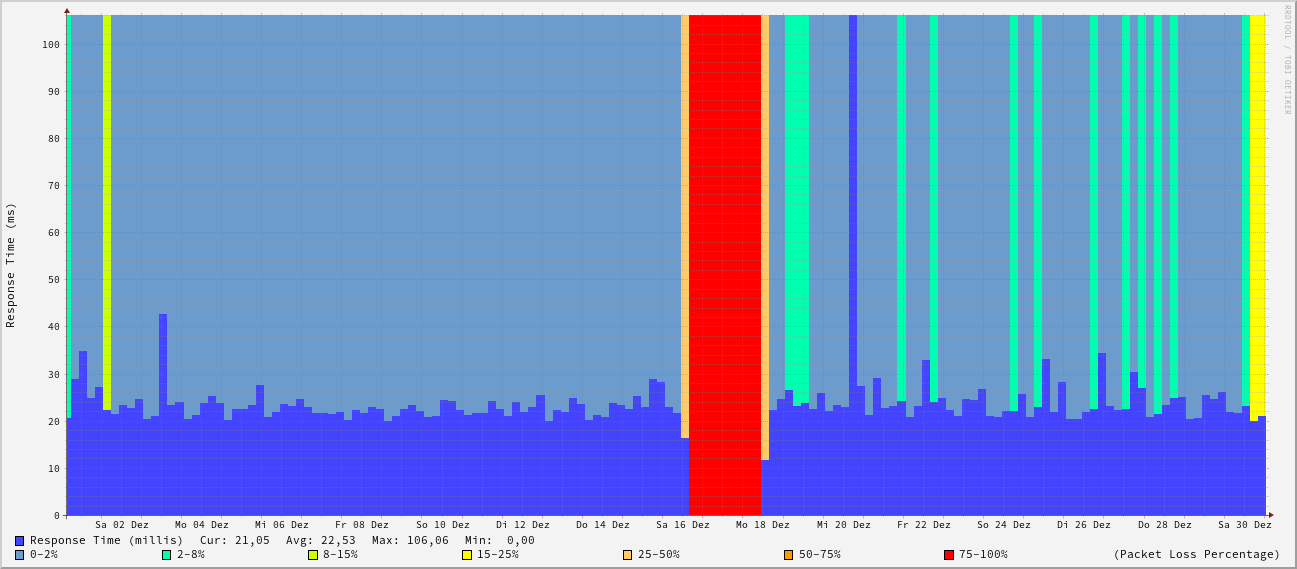 RRDTOOL / TOBI OETIKER
Response Time (ms)
100
90
80
70
60
50
40
30
20
10
0
Sa 02 Dez Mo 04 Dez Mi 06 Dez Fr 08 Dez So 10 Dez Di 12 Dez Do 14 Dez Sa 16 Dez Mo 18 Dez Mi 20 Dez Fr 22 Dez So 24 Dez Di 26 Dez Do 28 Dez Sa 30 Dez
Response Time (millis) Cur: 21,05 Avg: 22,53 Max: 106,06 Min: 0,00
0-2% 2-8% 8-15% 15-25% 25-50% 50-75% 75-100% (Packet Loss Percentage)